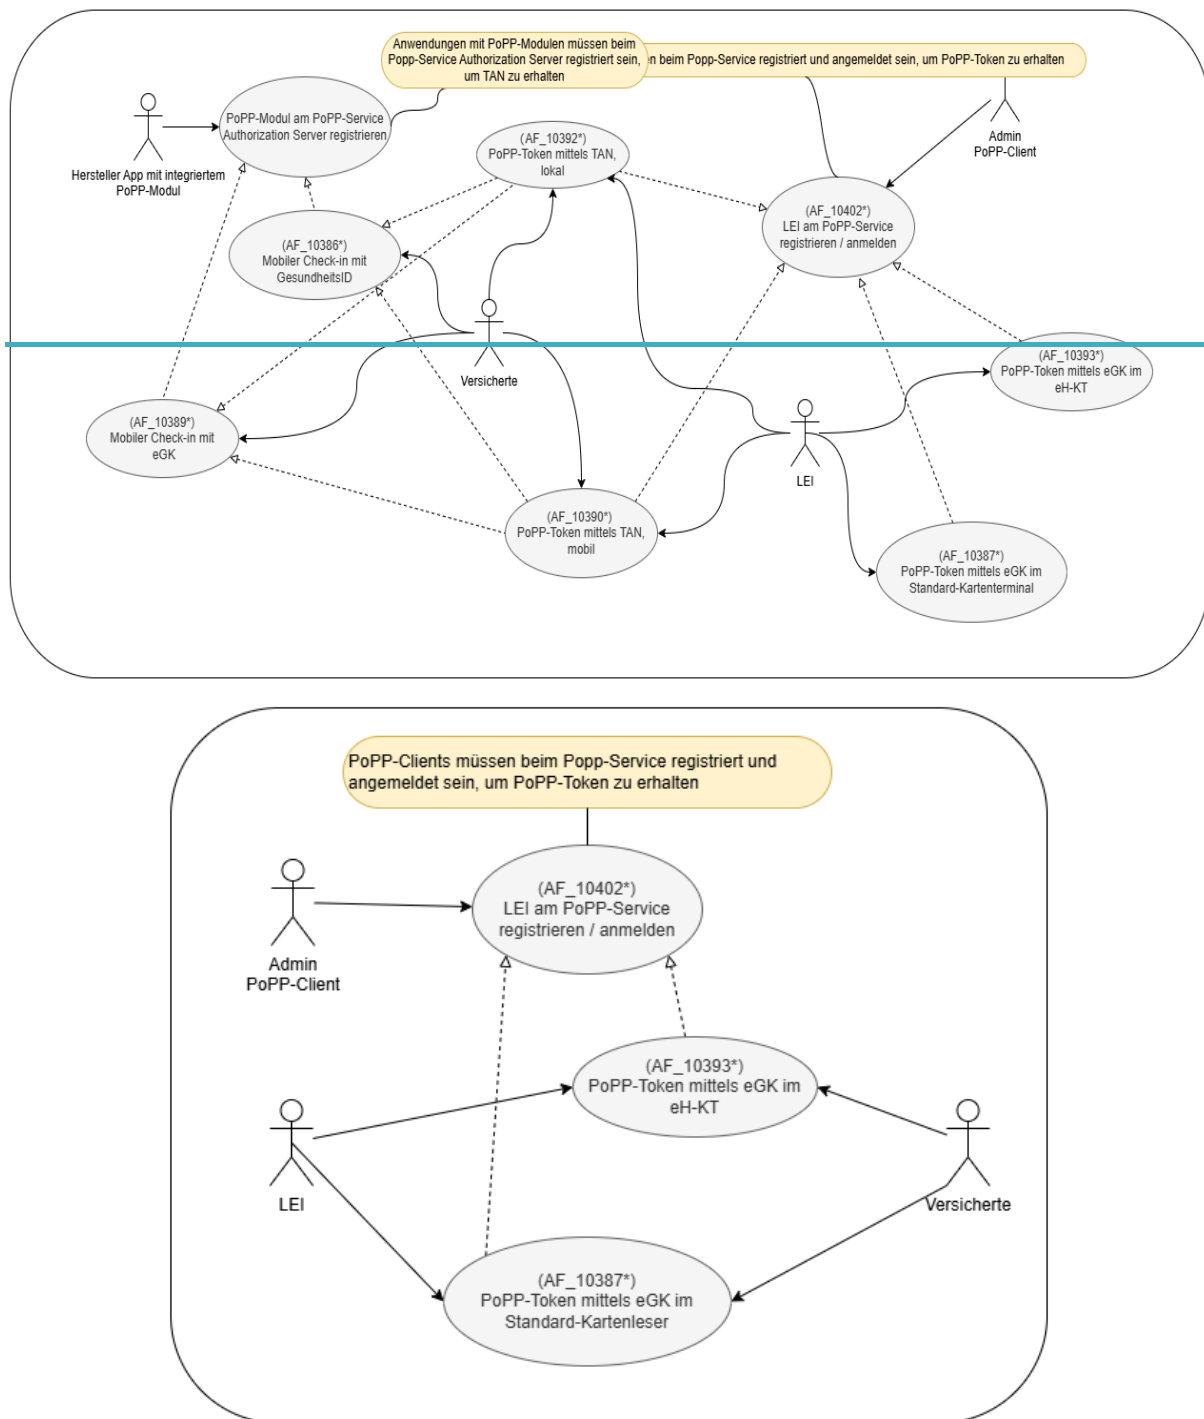 Anwendungen mit PoPP-Modulen müssen beim
Popp-Service Authorization Server registriert sein,
um TAN zu erhalten
n beim Popp-Service registriert und angemeldet sein, um PoPP-Token zu erhalten
PoPP-Modul am PoPP-Service
Authorization Server registrieren
Hersteller App mit integriertem
PoPP-Modul
(AF_10392*)
PoPP-Token mittels TAN,
lokal
Admin
PoPP-Client
(AF_10402*)
LEI am PoPP-Service
registrieren / anmelden
(AF_10386*)
Mobiler Check-in mit
GesundheitsID
Versicherte
(AF_10393*)
PoPP-Token mittels eGK im
eH-KT
(AF_10389*)
Mobiler Check-in mit
eGK
LEI
(AF_10390*)
PoPP-Token mittels TAN,
mobil
(AF_10387*)
PoPP-Token mittels eGK im
Standard-Kartenterminal
PoPP-Clients müssen beim Popp-Service registriert und
angemeldet sein, um PoPP-Token zu erhalten
(AF_10402*)
LEI am PoPP-Service
registrieren / anmelden
Admin
PoPP-Client
(AF_10393*)
PoPP-Token mittels eGK im
eH-KT
LEI
Versicherte
(AF_10387*)
PoPP-Token mittels eGK im
Standard-Kartenleser